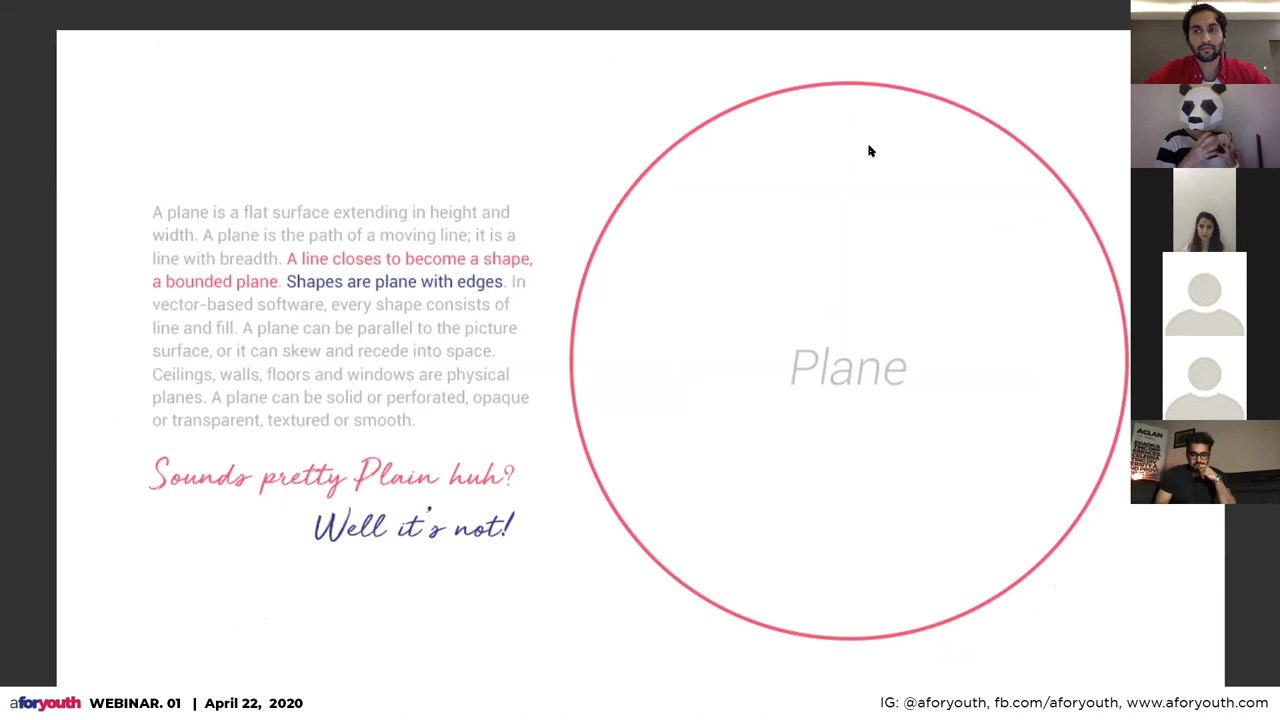 A plane is a flat surface extending in height and
width. A plane is the path of a moving line; it is a
line with breadth. A line closes to become a shape,
a bounded plane. Shapes are plane with edges. In
vector-based software, every shape consists of
line and fill. A plane can be parallel to the picture
surface, or it can skew and recede into space.
Ceilings, walls, floors and windows are physical
planes. A plane can be solid or perforated, opaque
or transparent, textured or smooth.
Sounds pretty Plain huh?
Well it's not!
Plane
ACLAN
aforyouth WEBINAR. 01 | April 22, 2020
IG: @aforyouth, fb.com/aforyouth, www.aforyouth.com